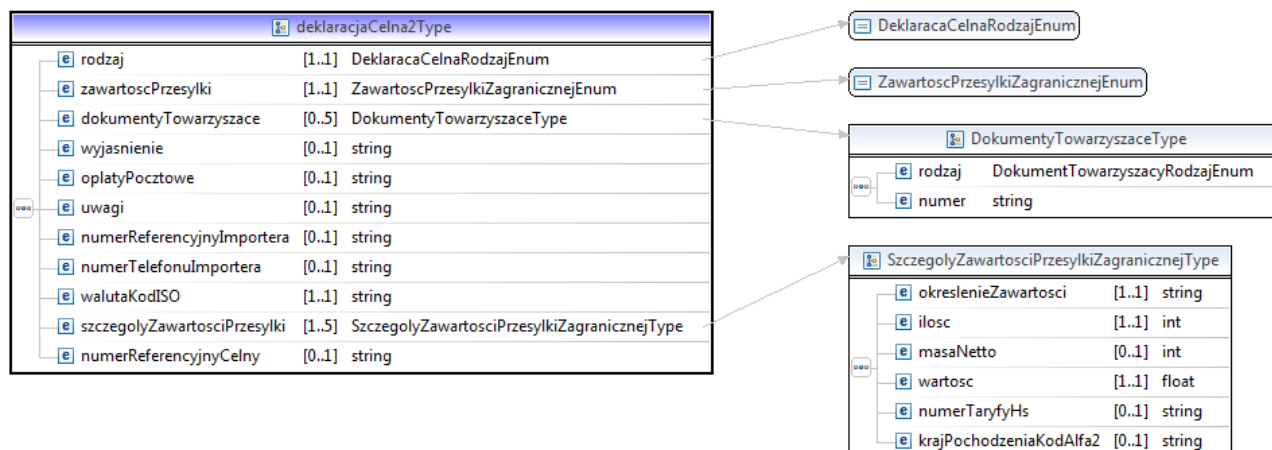 deklaracjaCelna2Type
rodzaj [1..1] DeklaracaCelnaRodzajEnum
zawartoscPrzesylki [1..1] ZawartoscPrzesylkiZagranicznejEnum
dokumentyTowarzyszace [0..5] DokumentyTowarzyszaceType
wyjasnienie [0..1] string
oplatyPocztowe [0..1] string
uwagi [0..1] string
numerReferencyjnyImportera [0..1] string
numerTelefonuImportera [0..1] string
walutaKodISO [1..1] string
szczegolyZawartosciPrzesylki [1..5] SzczegolyZawartosciPrzesylkiZagranicznejType
numerReferencyjnyCelny [0..1] string
DeklaracaCelnaRodzajEnum
ZawartoscPrzesylkiZagranicznejEnum
DokumentyTowarzyszaceType
rodzaj DokumentTowarzyszacyRodzajEnum
numer string
SzczegolyZawartosciPrzesylkiZagranicznejType
okreslenieZawartosci [1..1] string
ilosc [1..1] int
masaNetto [0..1] int
wartosc [1..1] float
numerTaryfyHs [0..1] string
krajPochodzeniaKodAlfa2 [0..1] string